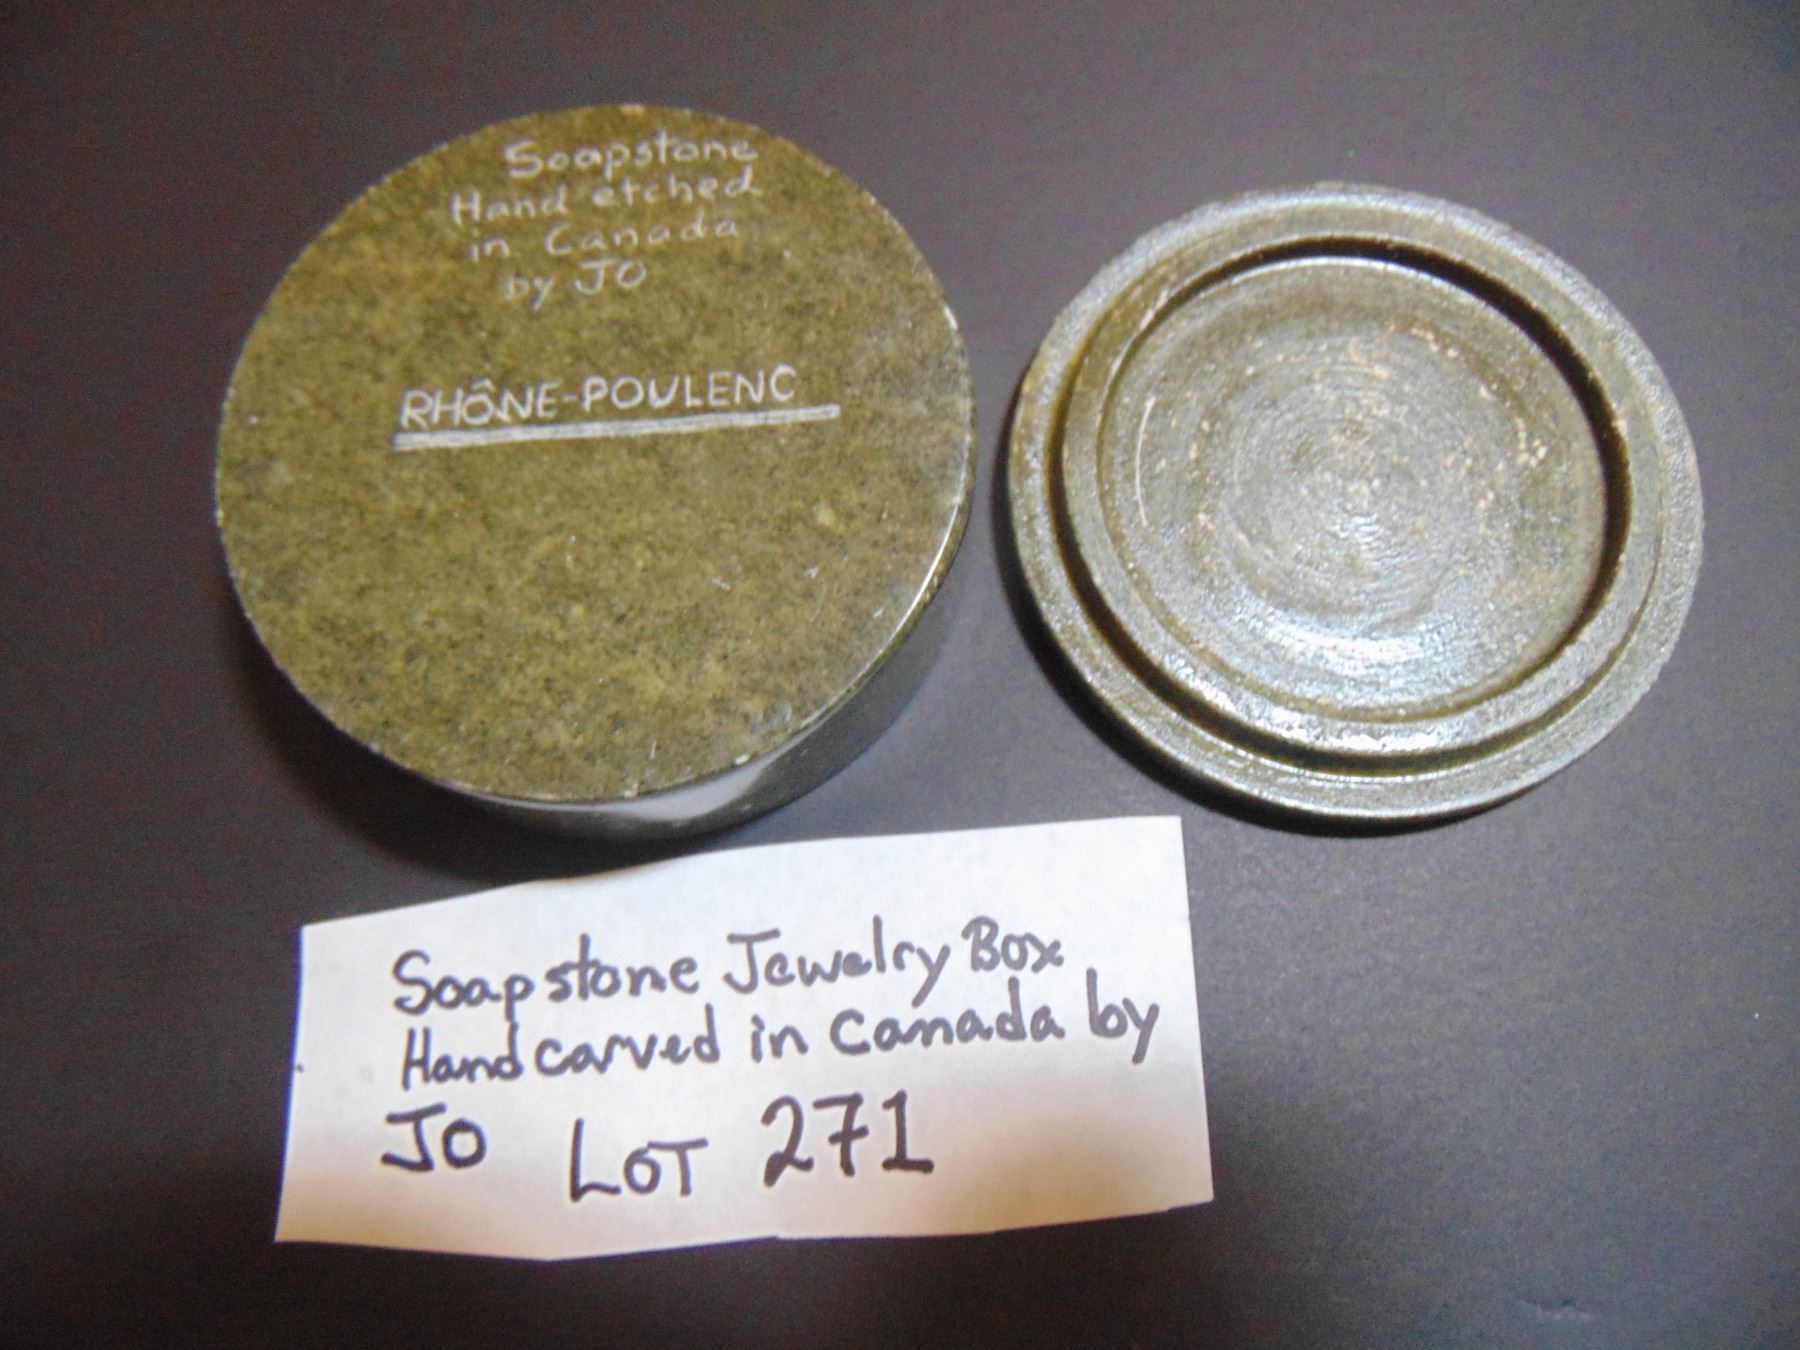 Soapstone
Hand etched
in Canada
by JO
RHÔNE-POULENC
Soapstone Jewelry Box
Hand carved in Canada by
JO LOT 271